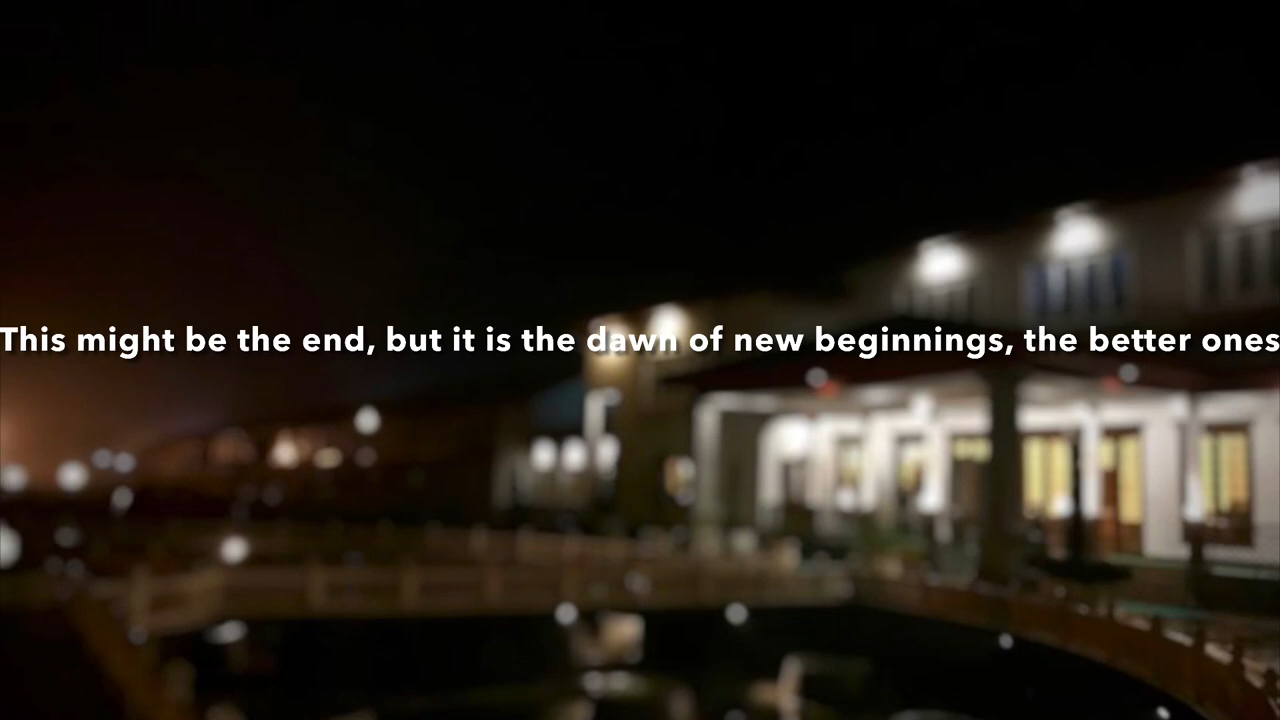 This might be the end, but it is the dawn of new beginnings, the better ones